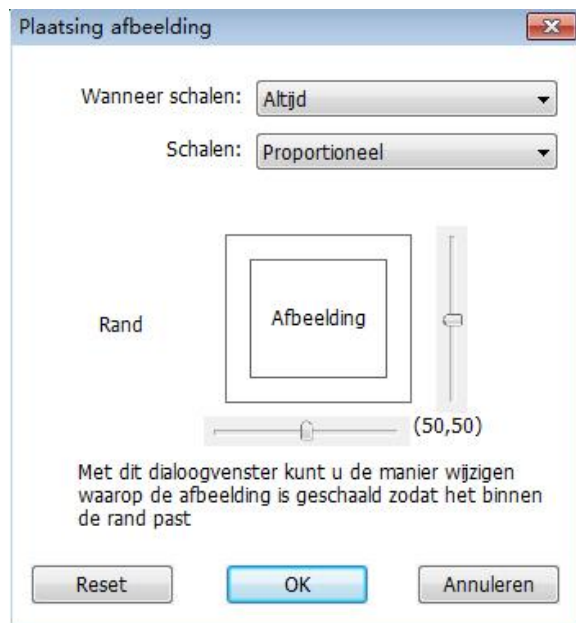 Plaatsing afbeelding
Wanneer schalen: Altijd
Schalen: Proportioneel
Rand
Afbeelding
(50,50)
Met dit dialoogvenster kunt u de manier wijzigen
waarop de afbeelding is geschaald zodat het binnen
de rand past
Reset OK Annuleren